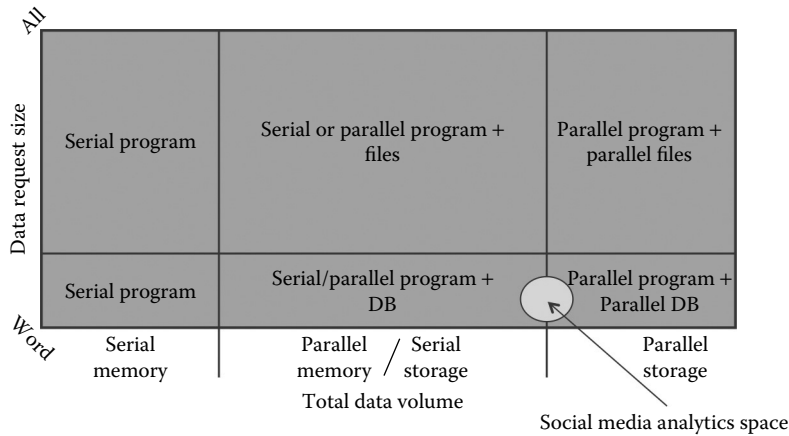 All
Data request size
Serial program
Serial or parallel program +
files
Parallel program +
parallel files
Serial program
Serial/parallel program +
DB
Parallel program +
Parallel DB
Word
Serial
memory
Parallel
memory
/
Serial
storage
Parallel
storage
Total data volume
Social media analytics space